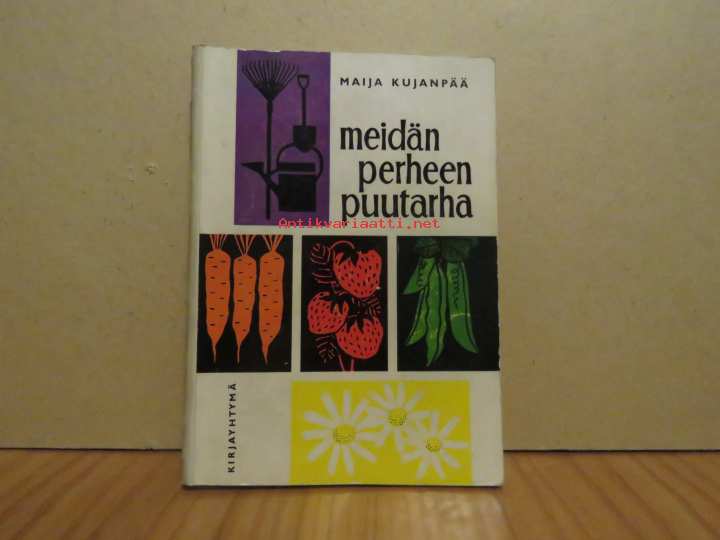 MAIJA KUJANPÄÄ
meidän
perheen
puutarha
Antikvariaatti.net
KIRJAYHTYMÄ